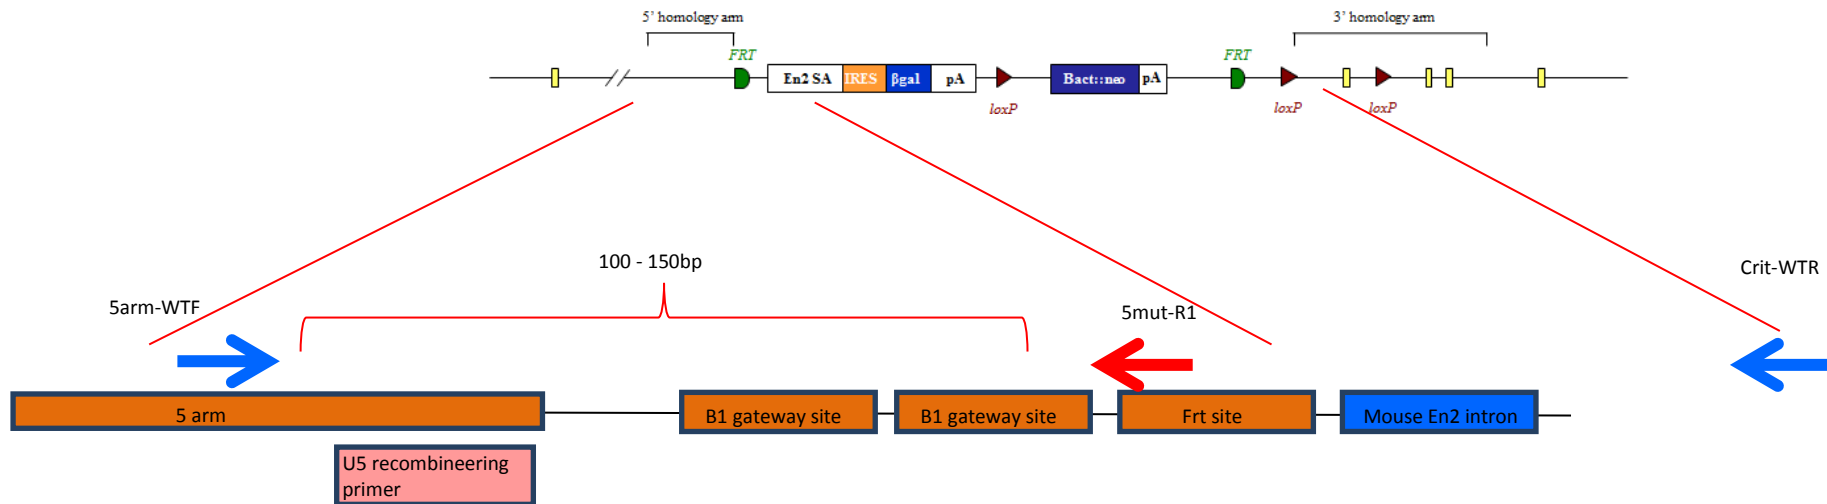 5' homology arm
3' homology arm
FRT
FRT
En2 SA
IRES
βgal
pA
Bact::neo
pA
loxP
loxP
loxP
100 - 150bp
Crit-WTR
5arm-WTF
5mut-R1
5 arm
B1 gateway site
B1 gateway site
Frt site
Mouse En2 intron
U5 recombineering
primer